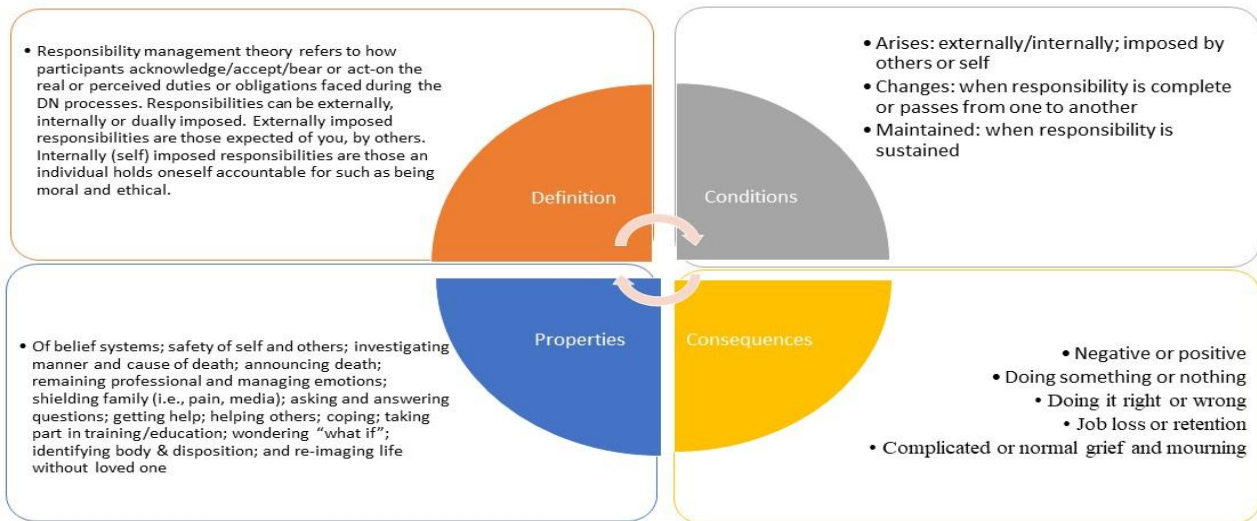 • Responsibility management theory refers to how
participants acknowledge/accept/bear or act-on the
real or perceived duties or obligations faced during the
DN processes. Responsibilities can be externally,
internally or dually imposed. Externally imposed
responsibilities are those expected of you, by others.
Internally (self) imposed responsibilities are those an
individual holds oneself accountable for such as being
moral and ethical.
Definition
• Arises: externally/internally; imposed by
others or self
• Changes: when responsibility is complete
or passes from one to another
• Maintained: when responsibility is
sustained
Conditions
• Of belief systems; safety of self and others; investigating
manner and cause of death; announcing death;
remaining professional and managing emotions;
shielding family (i.e., pain, media); asking and answering
questions; getting help; helping others; coping; taking
part in training/education; wondering “what if”;
identifying body & disposition; and re-imaging life
without loved one
Properties
Consequences
• Negative or positive
• Doing something or nothing
• Doing it right or wrong
• Job loss or retention
• Complicated or normal grief and mourning